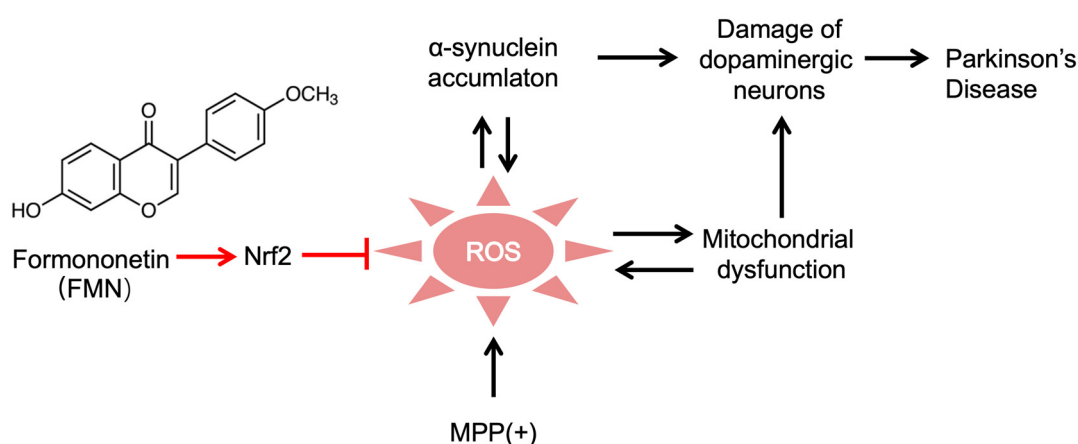 α-synuclein
accumlaton
Damage of
dopaminergic
neurons
Parkinson's
Disease
OCH₃
O
HO
O
Formononetin
(FMN)
Nrf2
ROS
Mitochondrial
dysfunction
MPP(+)